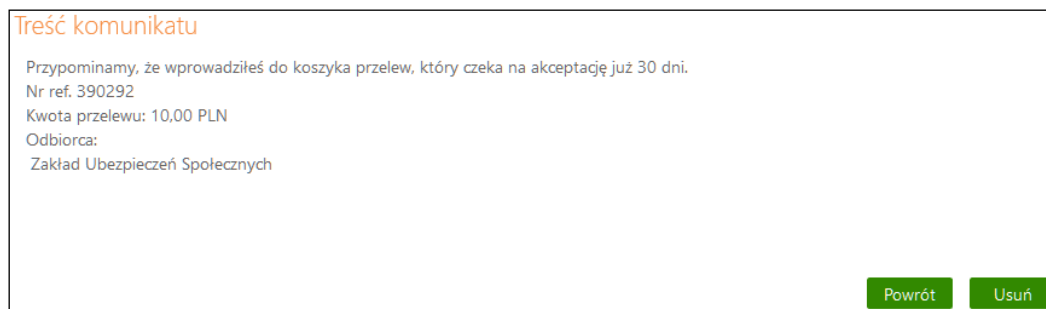 Treść komunikatu
Przypominamy, że wprowadziłeś do koszyka przelew, który czeka na akceptację już 30 dni.
Nr ref. 390292
Kwota przelewu: 10,00 PLN
Odbiorca:
Zakład Ubezpieczeń Społecznych
Powrót Usuń